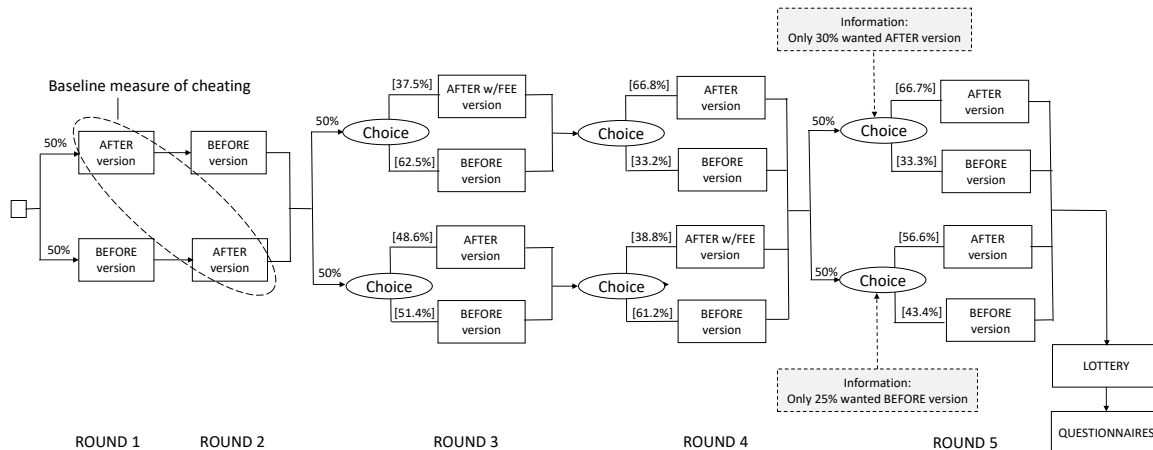 Information:
Only 30% wanted AFTER version
Baseline measure of cheating
50%
AFTER
version
BEFORE
version
50%
BEFORE
version
AFTER
version
50%
Choice
[37.5%]
AFTER w/FEE
version
[62.5%]
BEFORE
version
50%
Choice
[48.6%]
AFTER
version
[51.4%]
BEFORE
version
Choice
[66.8%]
AFTER
version
[33.2%]
BEFORE
version
Choice
[38.8%]
AFTER w/FEE
version
[61.2%]
BEFORE
version
50%
Choice
[66.7%]
AFTER
version
[33.3%]
BEFORE
version
50%
Choice
[56.6%]
AFTER
version
[43.4%]
BEFORE
version
Information:
Only 25% wanted BEFORE version
LOTTERY
QUESTIONNAIRES
ROUND 1
ROUND 2
ROUND 3
ROUND 4
ROUND 5